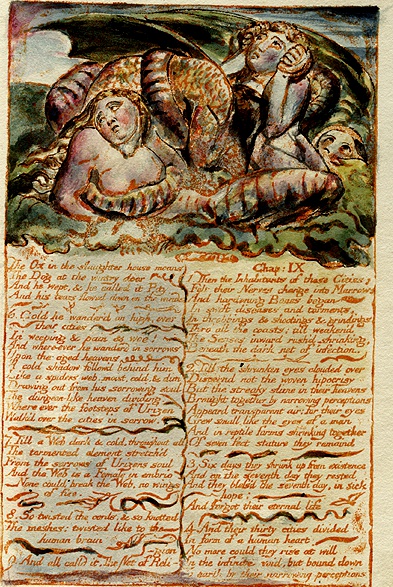 The Ox in the slaughter house moans
The Dog at the wintry door
And he wept, & he called it Pity
And his tears flowed down on the winds
6. Cold he wander'd on high, over
their cities
In weeping & pain & woe!
And where-ever he wanderd in sorrows
Upon the aged heavens
A cold shadow follow'd behind him
Like a spiders web, moist, cold, & dim
Drawing out from his sorrowing soul
The dungeon-like heaven dividing
Where ever the footsteps of Urizen
Walk'd over the cities in sorrow.
7. Till a Web dark & cold, throughout all
The tormented element stretch'd
From the sorrows of Urizens soul
And the Web is a Female in embrio
None could break the Web, no wings
of fire.
8. So twisted the cords, & so knotted
The meshes: twisted like to the
human brain
-gion
9. And all calld it, The Net of Reli-
Chap: IX
1. Then the Inhabitants of those Cities;
Felt their Nerves change into Marrow
And hardening Bones began
In swift diseases and torments,
In throbbings & shootings & grindings
Thro' all the coasts; till weakend
The Senses inward rush'd shrinking,
Beneath the dark net of infection.
2. Till the shrunken eyes clouded over
Discernd not the woven hipocrisy
But the streaky slime in their heavens
Brought together by narrowing perceptions
Appeard transparent air; for their eyes
Grew small like the eyes of a man
And in reptile forms shrinking together
Of seven feet stature they remaind
3. Six days they shrunk up from existence
And on the seventh day they rested
And they bless'd the seventh day, in sick
hope:
And forgot their eternal life
4. And their thirty cities divided
In form of a human heart
No more could they rise at will
In the infinite void, but bound down
To earth by their narrowing perceptions